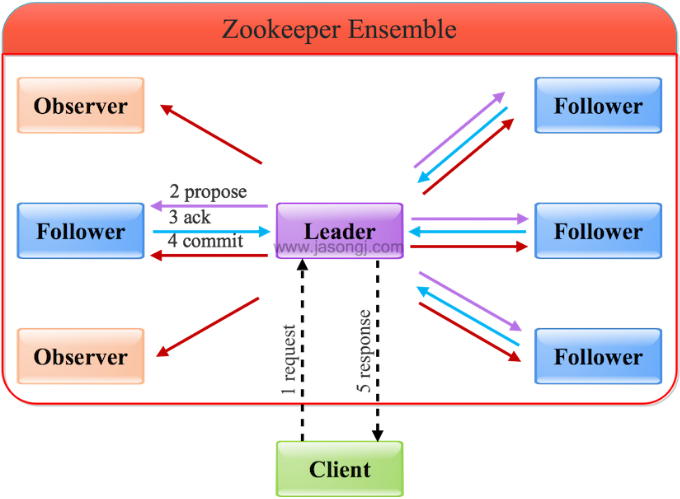 Zookeeper Ensemble
Observer
Follower
2 propose
3 ack
4 commit
Follower
Leader
www.jasongj.com
Follower
Observer
Follower
1 request
5 response
Client